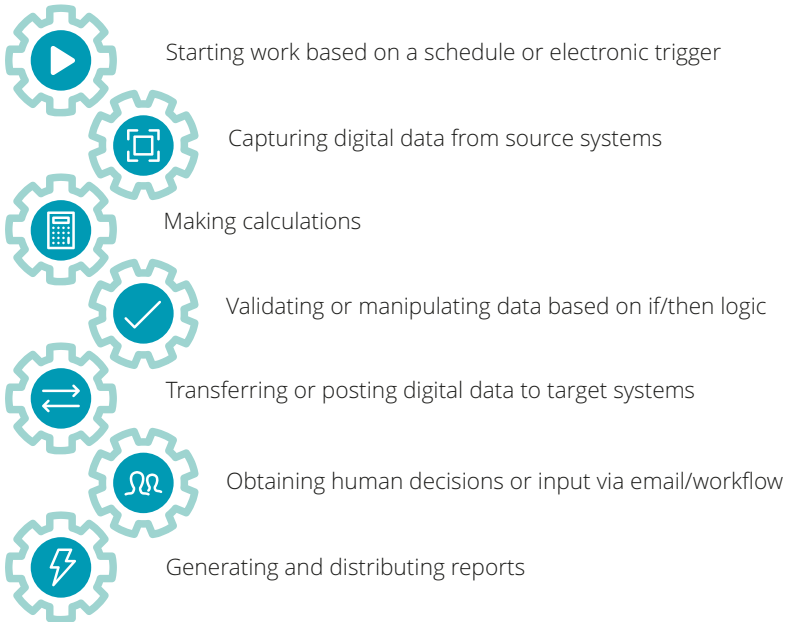 Starting work based on a schedule or electronic trigger
Capturing digital data from source systems
Making calculations
Validating or manipulating data based on if/then logic
Transferring or posting digital data to target systems
Obtaining human decisions or input via email/workflow
Generating and distributing reports